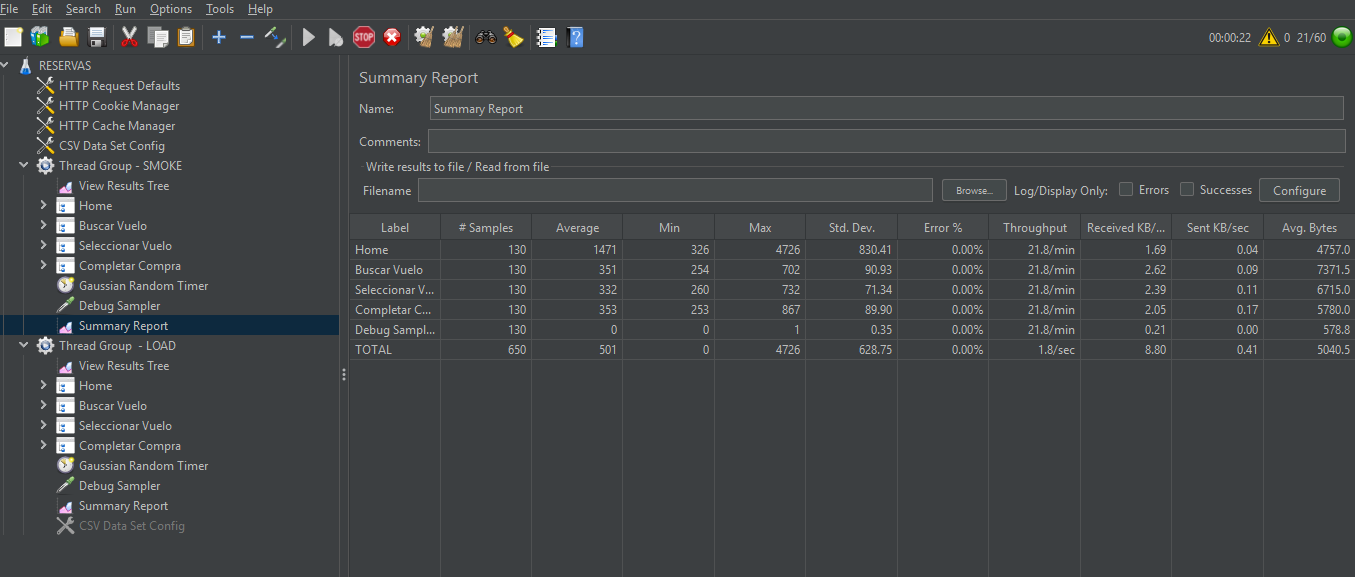 File Edit Search Run Options Tools Help
STOP 00:00:22 0 21/60
RESERVAS
HTTP Request Defaults
HTTP Cookie Manager
HTTP Cache Manager
CSV Data Set Config
Thread Group - SMOKE
View Results Tree
Home
Buscar Vuelo
Seleccionar Vuelo
Completar Compra
Gaussian Random Timer
Debug Sampler
Summary Report
Thread Group - LOAD
View Results Tree
Home
Buscar Vuelo
Seleccionar Vuelo
Completar Compra
Gaussian Random Timer
Debug Sampler
Summary Report
CSV Data Set Config
Summary Report
Name: Summary Report
Comments:
Write results to file / Read from file
Filename Browse... Log/Display Only: Errors Successes Configure
Label # Samples Average Min Max Std. Dev. Error % Throughput Received KB/... Sent KB/sec Avg. Bytes
Home 130 1471 326 4726 830.41 0.00% 21.8/min 1.69 0.04 4757.0
Buscar Vuelo 130 351 254 702 90.93 0.00% 21.8/min 2.62 0.09 7371.5
Seleccionar V... 130 332 260 732 71.34 0.00% 21.8/min 2.39 0.11 6715.0
Completar C... 130 353 253 867 89.90 0.00% 21.8/min 2.05 0.17 5780.0
Debug Sampl... 130 0 0 1 0.35 0.00% 21.8/min 0.21 0.00 578.8
TOTAL 650 501 0 4726 628.75 0.00% 1.8/sec 8.80 0.41 5040.5